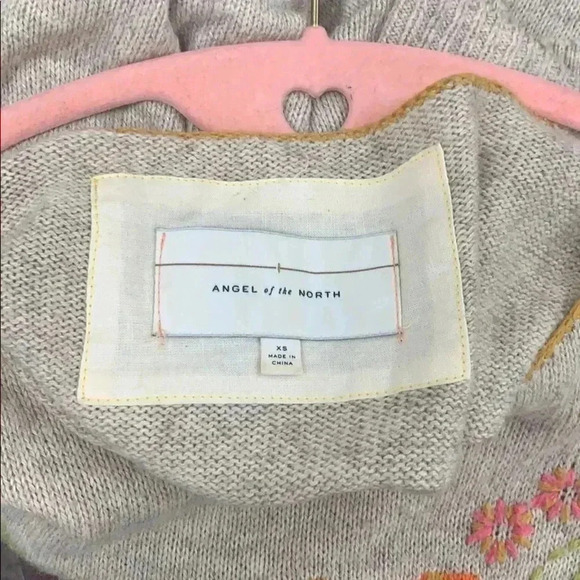 ANGEL of the NORTH
XS
MADE IN
CHINA